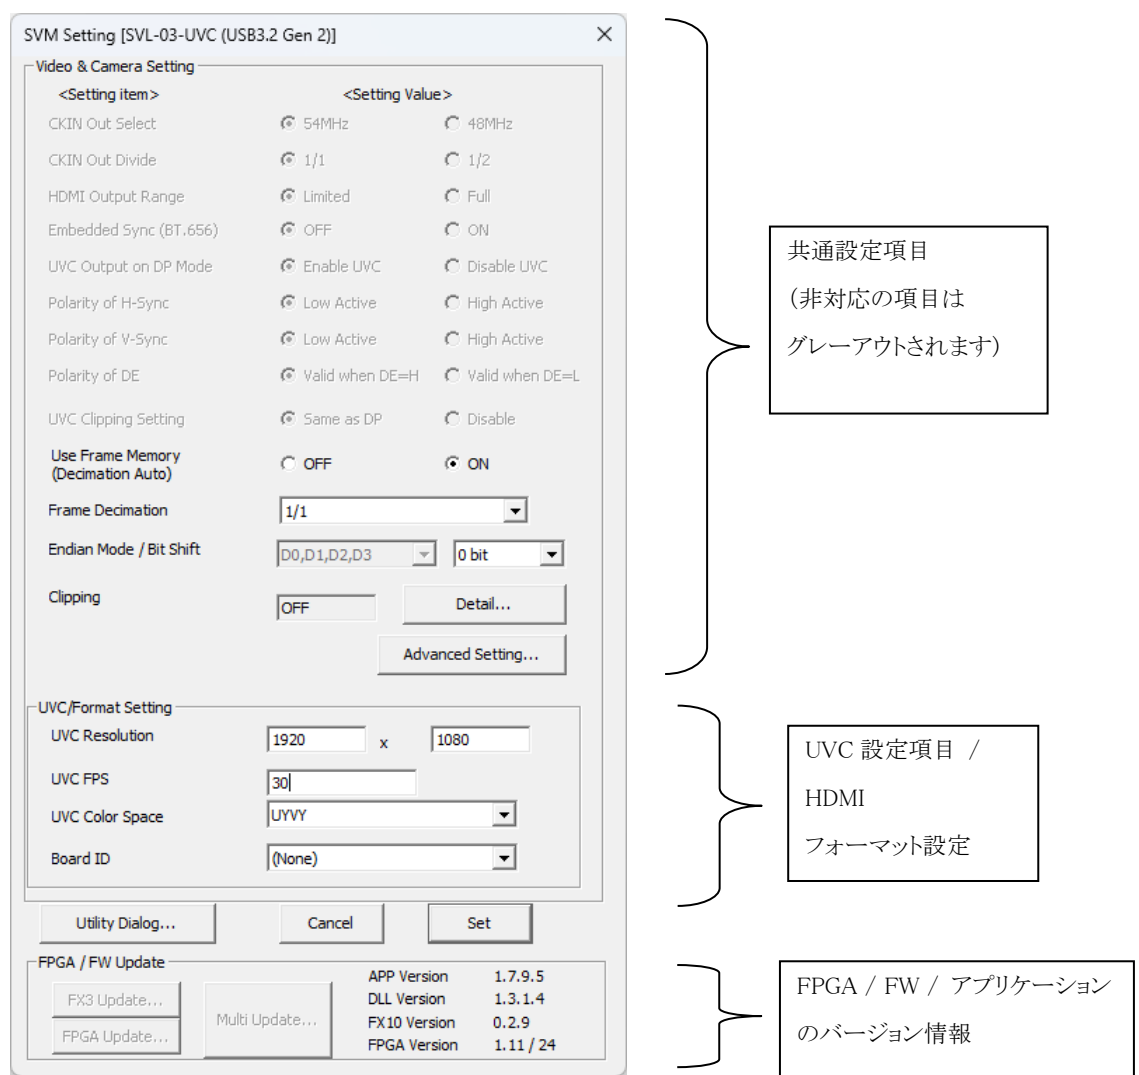 SVM Setting [SVL-03-UVC (USB3.2 Gen 2)]
Video & Camera Setting
<Setting item> <Setting Value>
CKIN Out Select 54MHz 48MHz
CKIN Out Divide 1/1 1/2
HDMI Output Range Limited Full
Embedded Sync (BT.656) OFF ON
UVC Output on DP Mode Enable UVC Disable UVC
Polarity of H-Sync Low Active High Active
Polarity of V-Sync Low Active High Active
Polarity of DE Valid when DE=H Valid when DE=L
UVC Clipping Setting Same as DP Disable
Use Frame Memory
(Decimation Auto) OFF ON
Frame Decimation 1/1
Endian Mode / Bit Shift D0,D1,D2,D3 0 bit
Clipping OFF Detail...
Advanced Setting...
共通設定項目
(非対応の項目は
グレーアウトされます)
UVC/Format Setting
UVC Resolution 1920 x 1080
UVC FPS 30
UVC Color Space UYVY
Board ID (None)
UVC 設定項目 /
HDMI
フォーマット設定
Utility Dialog... Cancel Set
FPGA / FW Update
FX3 Update...
FPGA Update...
Multi Update...
APP Version 1.7.9.5
DLL Version 1.3.1.4
FX10 Version 0.2.9
FPGA Version 1.11 / 24
FPGA / FW / アプリケーション
のバージョン情報